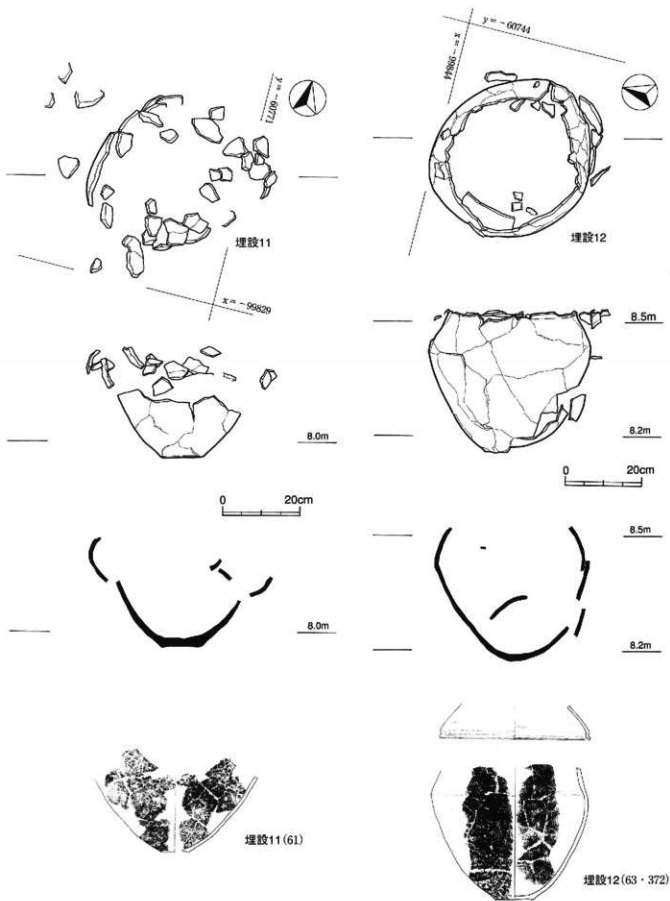 y=-60771
埋設11
x=-99829
8.0m
0 20cm
8.0m
埋設11(61)
y=-60744
x=-99844
埋設12
8.5m
8.2m
0 20cm
8.5m
8.2m
埋設12(63・372)